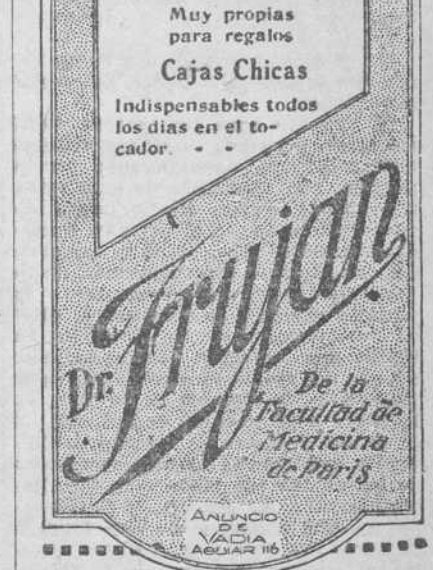 Muy propias
para regalos
Cajas Chicas
Indispensables todos
los dias en el to-
cador. - -
Dr. Frujan
De la
Facultad de
Medicina
de Paris
ANUNCIO
DE
VADIA
AGUIAR 116